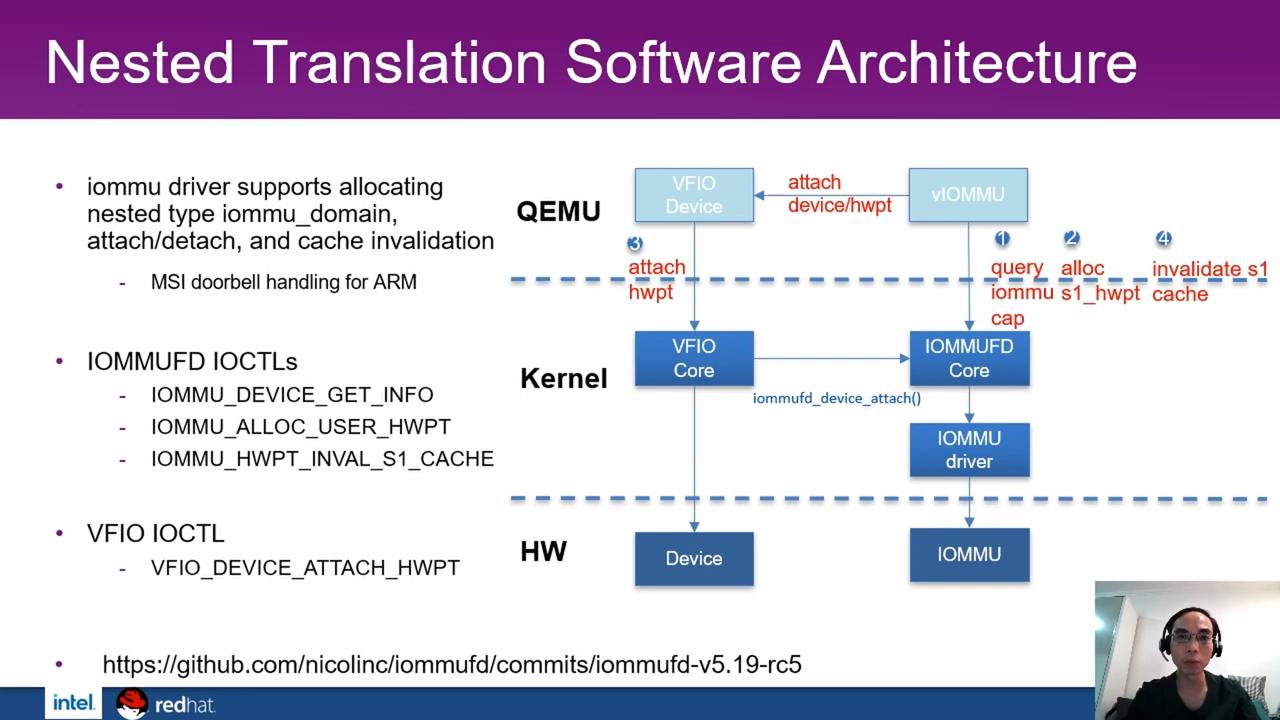 Nested Translation Software Architecture
• iommu driver supports allocating
nested type iommu_domain,
attach/detach, and cache invalidation
- MSI doorbell handling for ARM
• IOMMUFD IOCTLs
- IOMMU_DEVICE_GET_INFO
- IOMMU_ALLOC_USER_HWPT
- IOMMU_HWPT_INVAL_S1_CACHE
• VFIO IOCTL
- VFIO_DEVICE_ATTACH_HWPT
• https://github.com/nicolinc/iommufd/commits/iommufd-v5.19-rc5
QEMU
VFIO
Device
attach
device/hwpt
vIOMMU
3
attach
hwpt
1
query
iommu
cap
2
alloc
s1_hwpt
4
invalidate s1
cache
Kernel
VFIO
Core
iommufd_device_attach()
IOMMUFD
Core
IOMMU
driver
HW
Device
IOMMU
intel.
redhat.